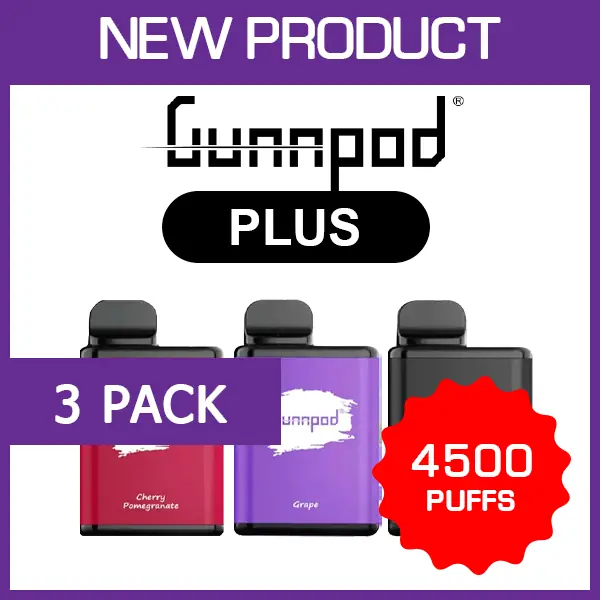 NEW PRODUCT
Gunnpod®
PLUS
3 PACK
unnpod®
Cherry
Pomegranate
Grape
4500
PUFFS